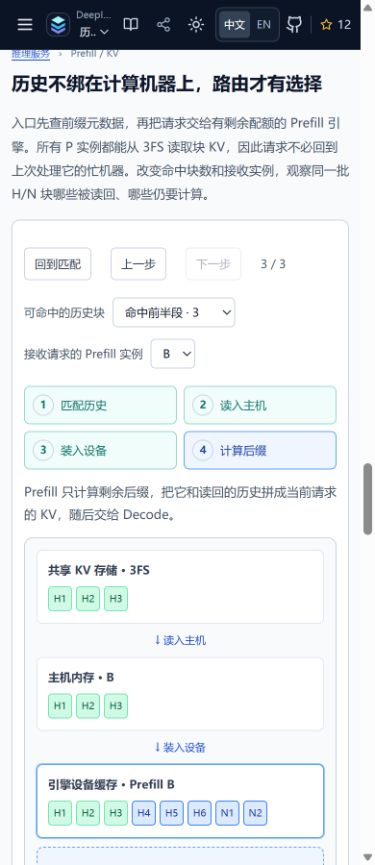 Deepl...
历..
中文
EN
12
推理服务 › Prefill / KV
历史不绑在计算机器上，路由才有选择
入口先查前缀元数据，再把请求交给有剩余配额的 Prefill 引
擎。所有 P 实例都能从 3FS 读取块 KV，因此请求不必回到
上次处理它的忙机器。改变命中块数和接收实例，观察同一批
H/N 块哪些被读回、哪些仍要计算。
回到匹配 上一步 下一步 3 / 3
可命中的历史块 命中前半段 · 3
接收请求的 Prefill 实例 B
1 匹配历史 2 读入主机
3 装入设备 4 计算后缀
Prefill 只计算剩余后缀，把它和读回的历史拼成当前请求
的 KV，随后交给 Decode。
共享 KV 存储 • 3FS
H1 H2 H3
↓ 读入主机
主机内存 • B
H1 H2 H3
↓ 装入设备
引擎设备缓存 • Prefill B
H1 H2 H3 H4 H5 H6 N1 N2